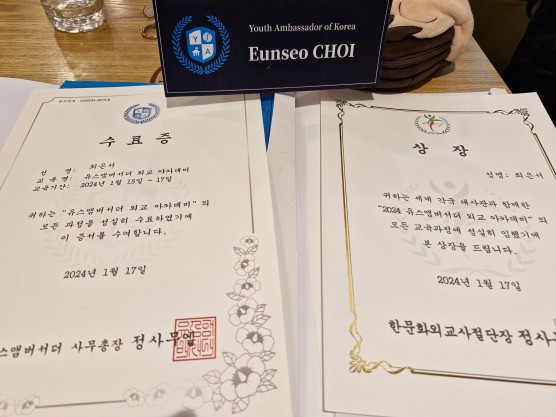 Youth Ambassador of Korea
Eunseo CHOI
YAA
수료증
성 명: 최은서
교 육 명: 유스앰버서더 외교 아카데미
교육기간: 2024년 1월 15일 - 17일
귀하는 "유스앰버서더 외교 아카데미" 의
모든 과정을 성실히 수료하였기에
이 증서를 수여합니다.
2024년 1월 17일
스앰버서더 사무총장 정사무엘
상장
성명: 최은서
귀하는 세계 각국 대사관과 함께한
"2024 유스앰버서더 외교 아카데미" 의
모든 교육과정에 성실히 임했기에
본 상장을 드립니다.
2024년 1월 17일
한문화외교사절단장 정사무